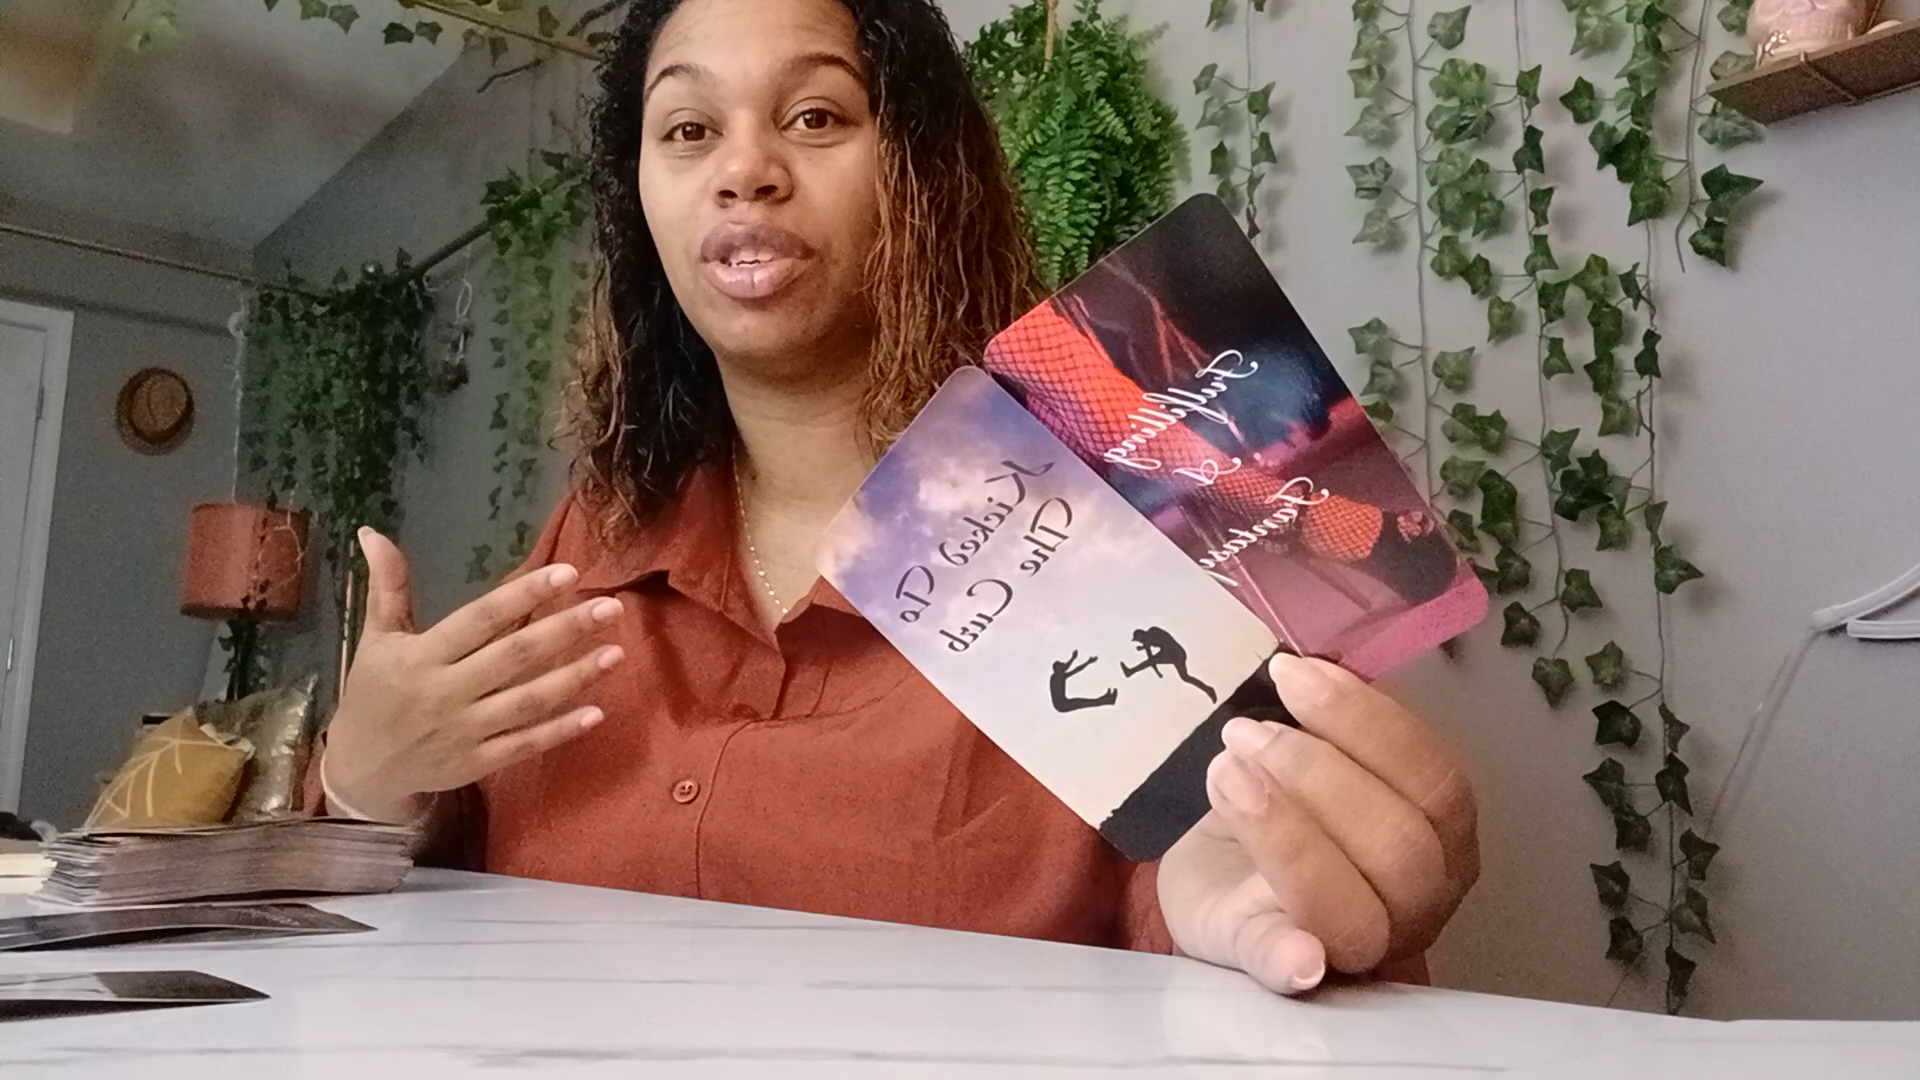 Kicked To
The Curb
Fulfilling
A
Fantasy